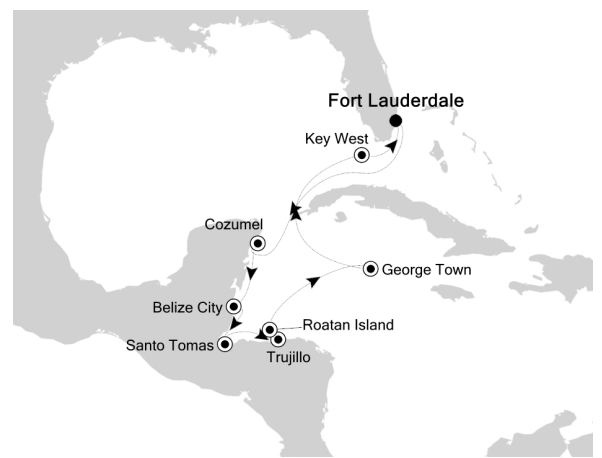 Fort Lauderdale
Key West
Cozumel
George Town
Belize City
Roatan Island
Santo Tomas
Trujillo